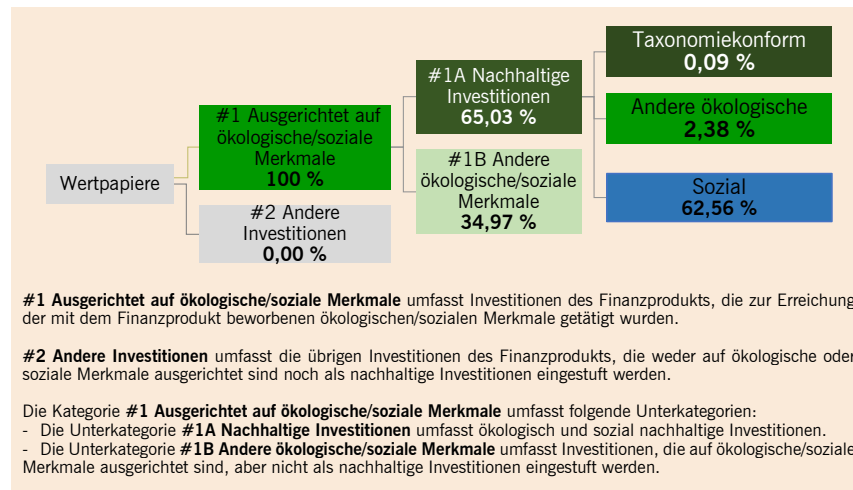 Wertpapiere
#1 Ausgerichtet auf
ökologische/soziale
Merkmale
100 %
#2 Andere
Investitionen
0,00 %
#1A Nachhaltige
Investitionen
65,03 %
#1B Andere
ökologische/soziale
Merkmale
34,97 %
Taxonomiekonform
0,09 %
Andere ökologische
2,38 %
Sozial
62,56 %
#1 Ausgerichtet auf ökologische/soziale Merkmale umfasst Investitionen des Finanzprodukts, die zur Erreichung
der mit dem Finanzprodukt beworbenen ökologischen/sozialen Merkmale getätigt wurden.
#2 Andere Investitionen umfasst die übrigen Investitionen des Finanzprodukts, die weder auf ökologische oder
soziale Merkmale ausgerichtet sind noch als nachhaltige Investitionen eingestuft werden.
Die Kategorie #1 Ausgerichtet auf ökologische/soziale Merkmale umfasst folgende Unterkategorien:
- Die Unterkategorie #1A Nachhaltige Investitionen umfasst ökologisch und sozial nachhaltige Investitionen.
- Die Unterkategorie #1B Andere ökologische/soziale Merkmale umfasst Investitionen, die auf ökologische/soziale
Merkmale ausgerichtet sind, aber nicht als nachhaltige Investitionen eingestuft werden.